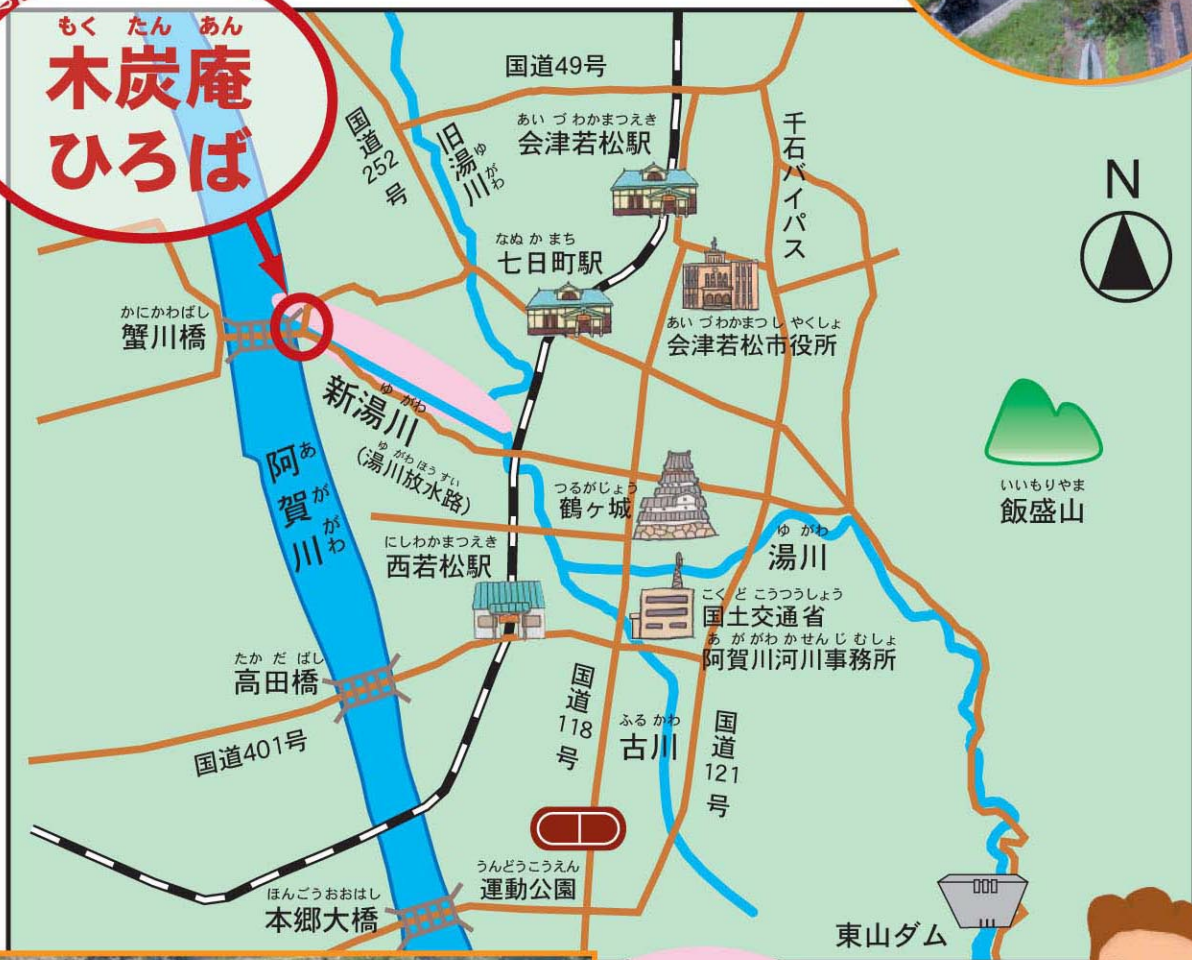 もく たん あん
木炭庵
ひろば
国道49号
国道
252
号
旧湯川
ゆがわ
あいづわかまつえき
会津若松駅
千石バイパス
N
なぬかまち
七日町駅
あいづわかまつしやくしょ
会津若松市役所
かにかわばし
蟹川橋
ゆがわ
新湯川
ゆがわほうすい
(湯川放水路)
あががわ
阿賀川
つるがじょう
鶴ヶ城
いいもりやま
飯盛山
ゆがわ
湯川
にしわかまつえき
西若松駅
こくどこうつうしょう
国土交通省
あががわかせんじむしょ
阿賀川河川事務所
たかだばし
高田橋
国道401号
国道
118
号
ふるかわ
古川
国道
121
号
うんどうこうえん
運動公園
ほんごうおおはし
本郷大橋
東山ダム